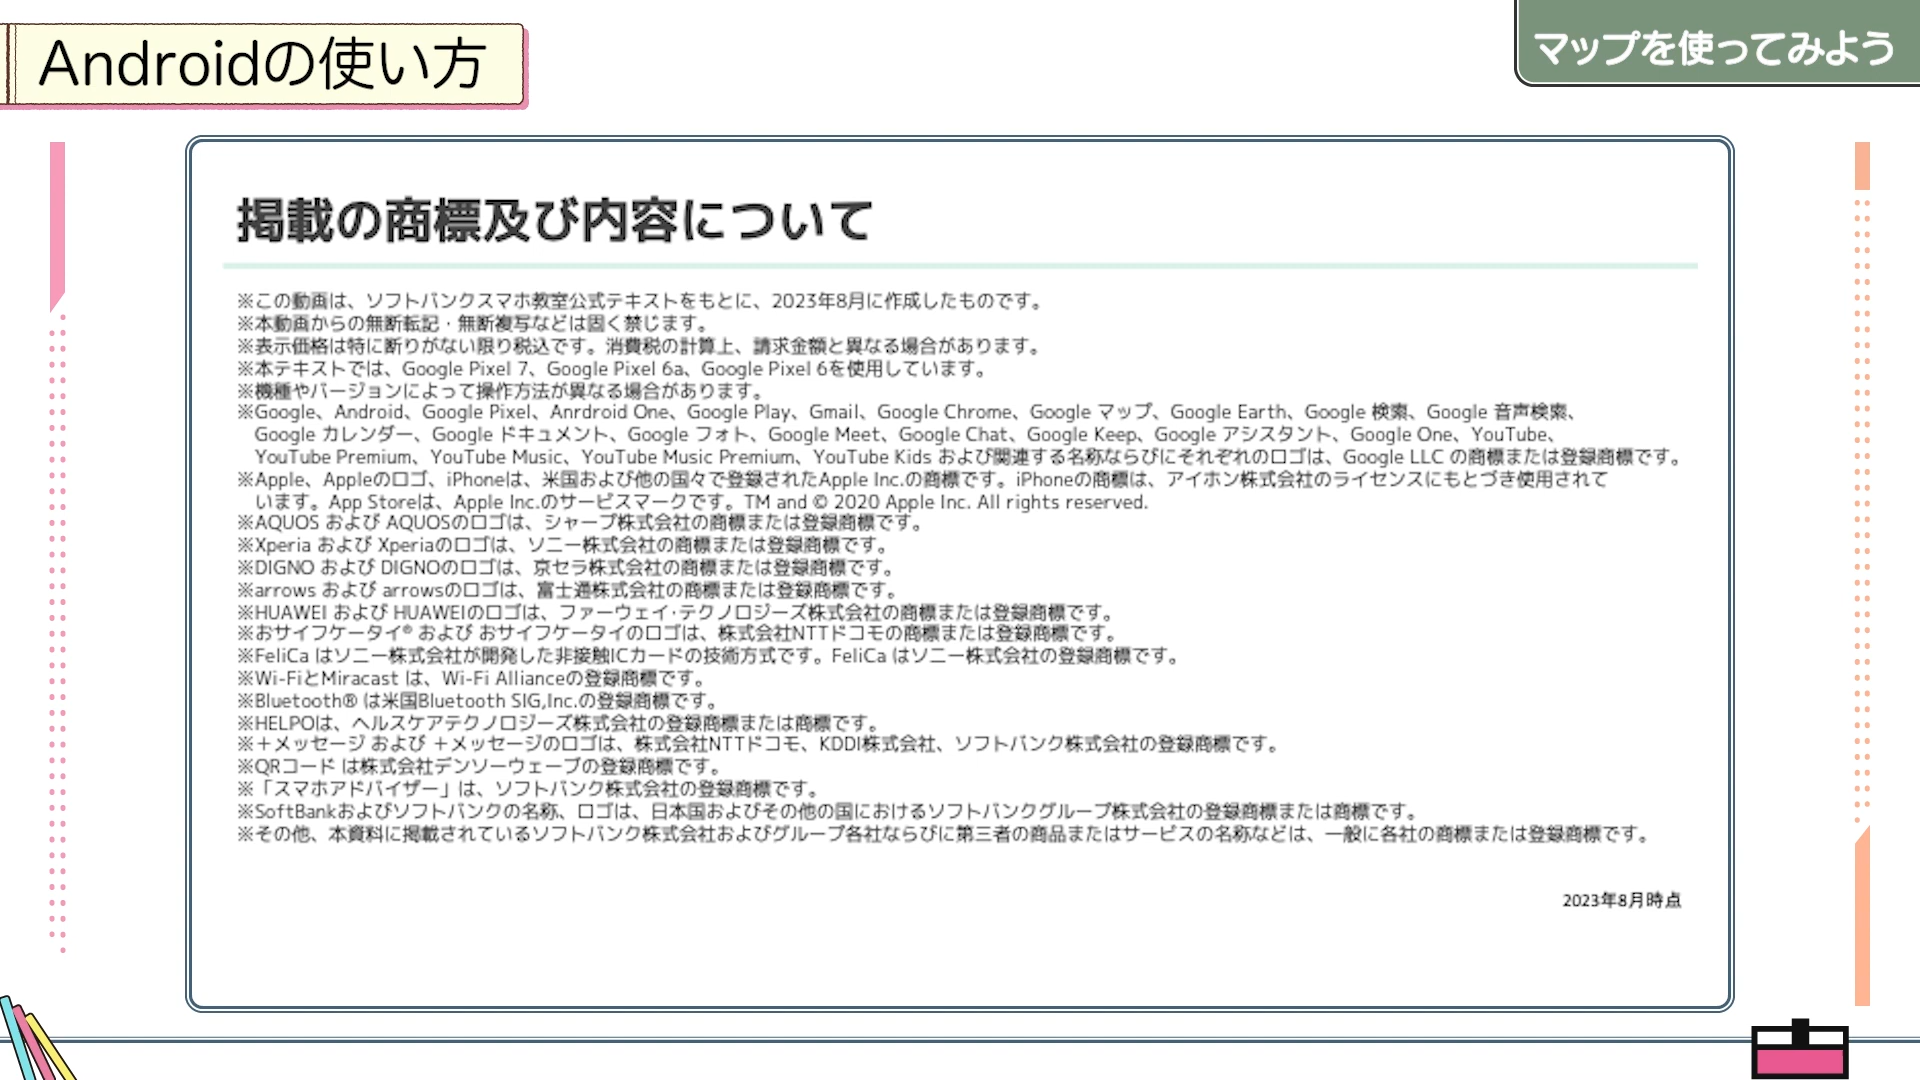 Androidの使い方
マップを使ってみよう
掲載の商標及び内容について
※この動画は、ソフトバンクスマホ教室公式テキストをもとに、2023年8月に作成したものです。
※本動画からの無断転記・無断複写などは固く禁じます。
※表示価格は特に断りがない限り税込です。消費税の計算上、請求金額と異なる場合があります。
※本テキストでは、Google Pixel 7、Google Pixel 6a、Google Pixel 6を使用しています。
※機種やバージョンによって操作方法が異なる場合があります。
※Google、Android、Google Pixel、Anrdroid One、Google Play、Gmail、Google Chrome、Google マップ、Google Earth、Google 検索、Google 音声検索、
Google カレンダー、Google ドキュメント、Google フォト、Google Meet、Google Chat、Google Keep、Google アシスタント、Google One、YouTube、
YouTube Premium、YouTube Music、YouTube Music Premium、YouTube Kids および関連する名称ならびにそれぞれのロゴは、Google LLC の商標または登録商標です。
※Apple、Appleのロゴ、iPhoneは、米国および他の国々で登録されたApple Inc.の商標です。iPhoneの商標は、アイホン株式会社のライセンスにもとづき使用されて
います。App Storeは、Apple Inc.のサービスマークです。TM and © 2020 Apple Inc. All rights reserved.
※AQUOS および AQUOSのロゴは、シャープ株式会社の商標または登録商標です。
※Xperia および Xperiaのロゴは、ソニー株式会社の商標または登録商標です。
※DIGNO および DIGNOのロゴは、京セラ株式会社の商標または登録商標です。
※arrows および arrowsのロゴは、富士通株式会社の商標または登録商標です。
※HUAWEI および HUAWEIのロゴは、ファーウェイ・テクノロジーズ株式会社の商標または登録商標です。
※おサイフケータイ® および おサイフケータイのロゴは、株式会社NTTドコモの商標または登録商標です。
※FeliCa はソニー株式会社が開発した非接触ICカードの技術方式です。FeliCa はソニー株式会社の登録商標です。
※Wi-FiとMiracast は、Wi-Fi Allianceの登録商標です。
※Bluetooth® は米国Bluetooth SIG,Inc.の登録商標です。
※HELPOは、ヘルスケアテクノロジーズ株式会社の登録商標または商標です。
※＋メッセージ および ＋メッセージのロゴは、株式会社NTTドコモ、KDDI株式会社、ソフトバンク株式会社の登録商標です。
※QRコード は株式会社デンソーウェーブの登録商標です。
※「スマホアドバイザー」は、ソフトバンク株式会社の登録商標です。
※SoftBankおよびソフトバンクの名称、ロゴは、日本国およびその他の国におけるソフトバンクグループ株式会社の登録商標または商標です。
※その他、本資料に掲載されているソフトバンク株式会社およびグループ各社ならびに第三者の商品またはサービスの名称などは、一般に各社の商標または登録商標です。
2023年8月時点